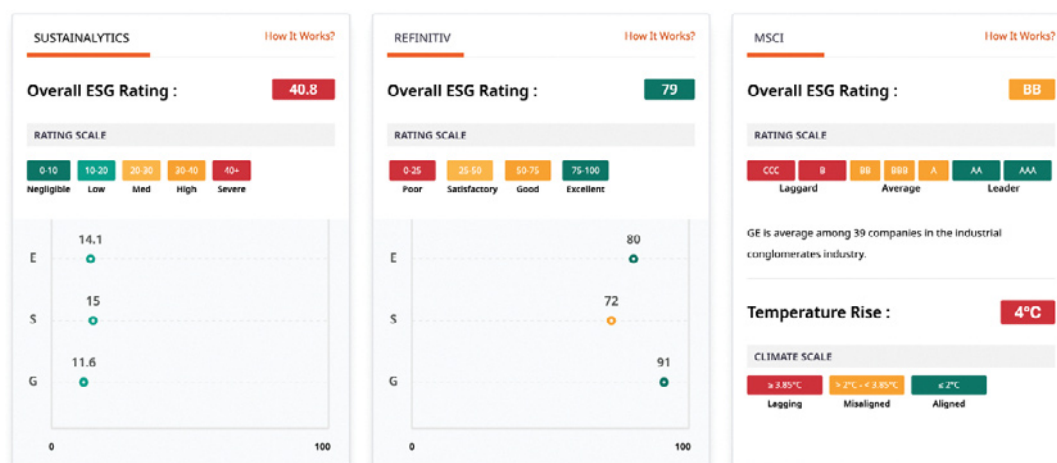 SUSTAINALYTICS How It Works?
Overall ESG Rating : 40.8
RATING SCALE
0-10 10-20 20-30 30-40 40+
Negligible Low Med High Severe
14.1
E
15
S
11.6
G
0 100
REFINITIV How It Works?
Overall ESG Rating : 79
RATING SCALE
0-25 25-50 50-75 75-100
Poor Satisfactory Good Excellent
80
E
72
S
91
G
0 100
MSCI How It Works?
Overall ESG Rating : BB
RATING SCALE
CCC B BB BBB A AA AAA
Laggard Average Leader
GE is average among 39 companies in the industrial
conglomerates industry.
Temperature Rise : 4°C
CLIMATE SCALE
≥ 3.85°C > 2°C - < 3.85°C ≤ 2°C
Lagging Misaligned Aligned